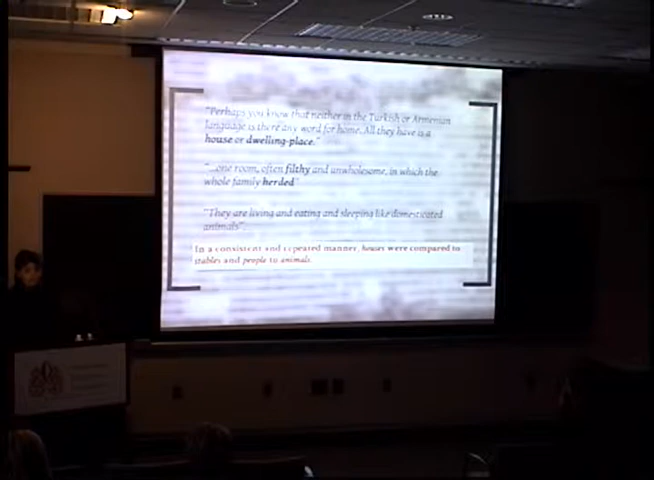 "Perhaps you know that neither in the Turkish or Armenian
language is there any word for home. All they have is a
house or dwelling-place."
"...one room, often filthy and unwholesome, in which the
whole family herded"
"They are living and eating and sleeping like domesticated
animals".
In a consistent and repeated manner, houses were compared to
stables and people to animals.